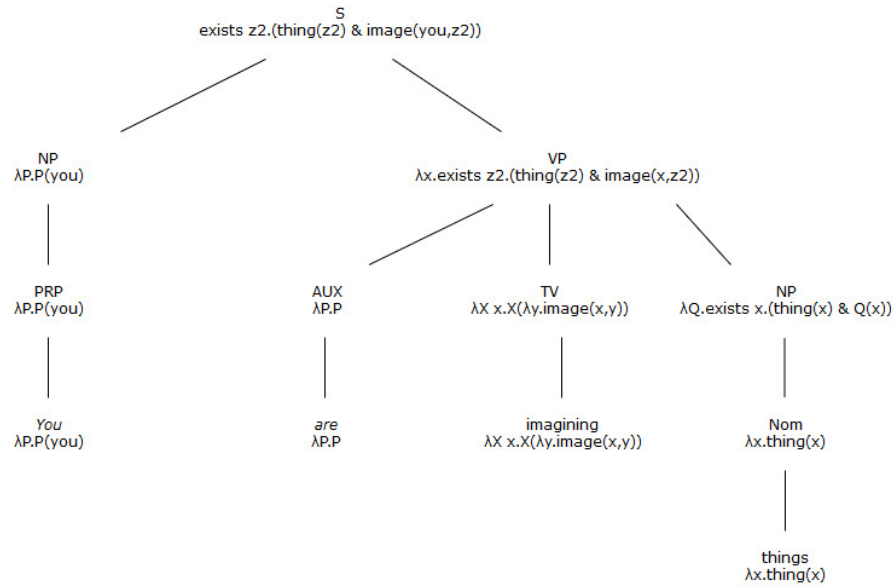 S
exists z2.(thing(z2) & image(you,z2))
NP
λP.P(you)
VP
λx.exists z2.(thing(z2) & image(x,z2))
PRP
λP.P(you)
AUX
λP.P
TV
λX x.X(λy.image(x,y))
NP
λQ.exists x.(thing(x) & Q(x))
You
λP.P(you)
are
λP.P
imagining
λX x.X(λy.image(x,y))
Nom
λx.thing(x)
things
λx.thing(x)